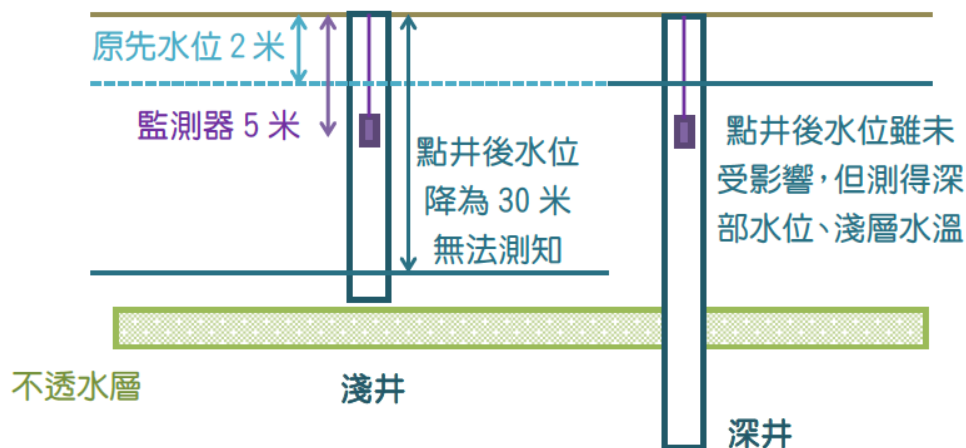 原先水位 2 米
監測器 5 米
點井後水位
降為 30 米
無法測知
點井後水位雖未
受影響，但測得深
部水位、淺層水溫
不透水層
淺井
深井